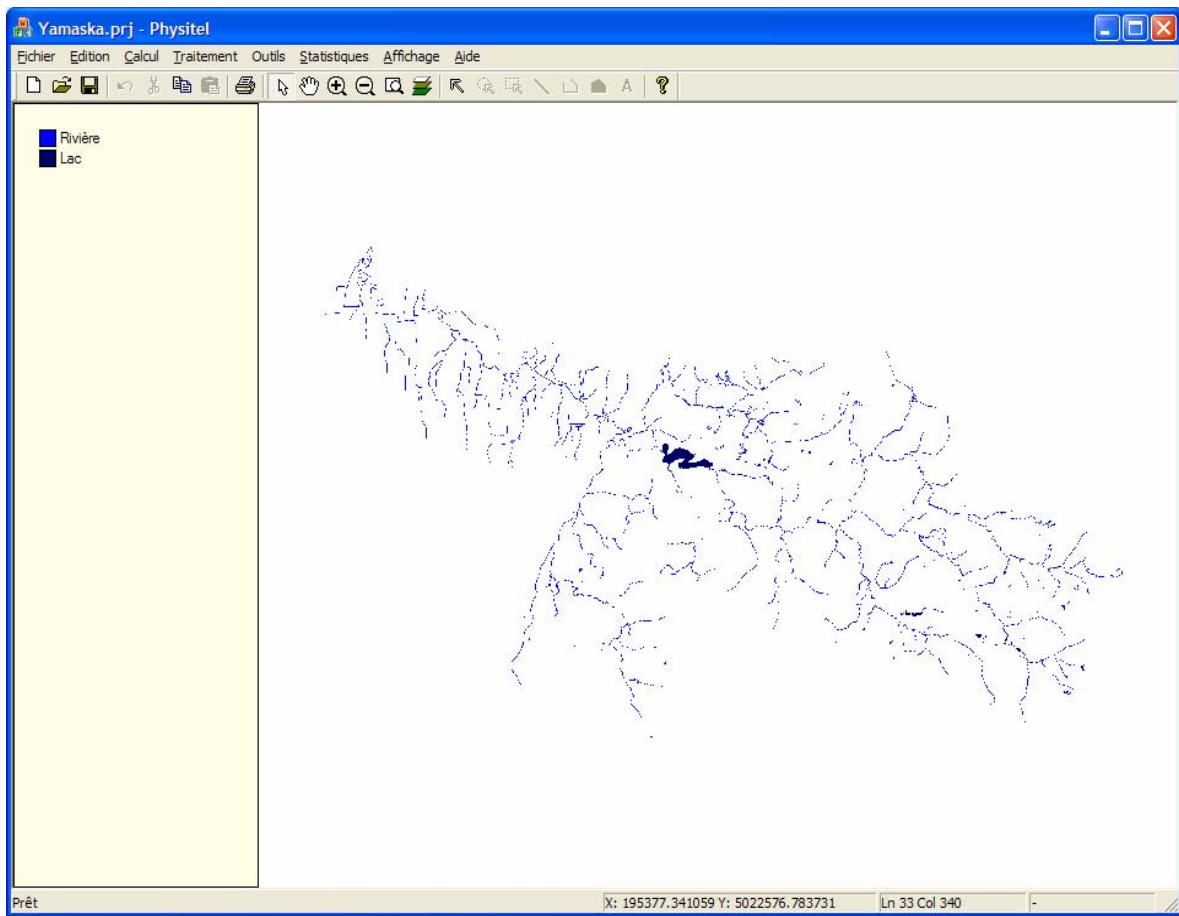 Yamaska.prj - Physitel
Fichier Edition Calcul Traitement Outils Statistiques Affichage Aide
A ?
Rivière
Lac
Prêt X: 195377.341059 Y: 5022576.783731 Ln 33 Col 340 -